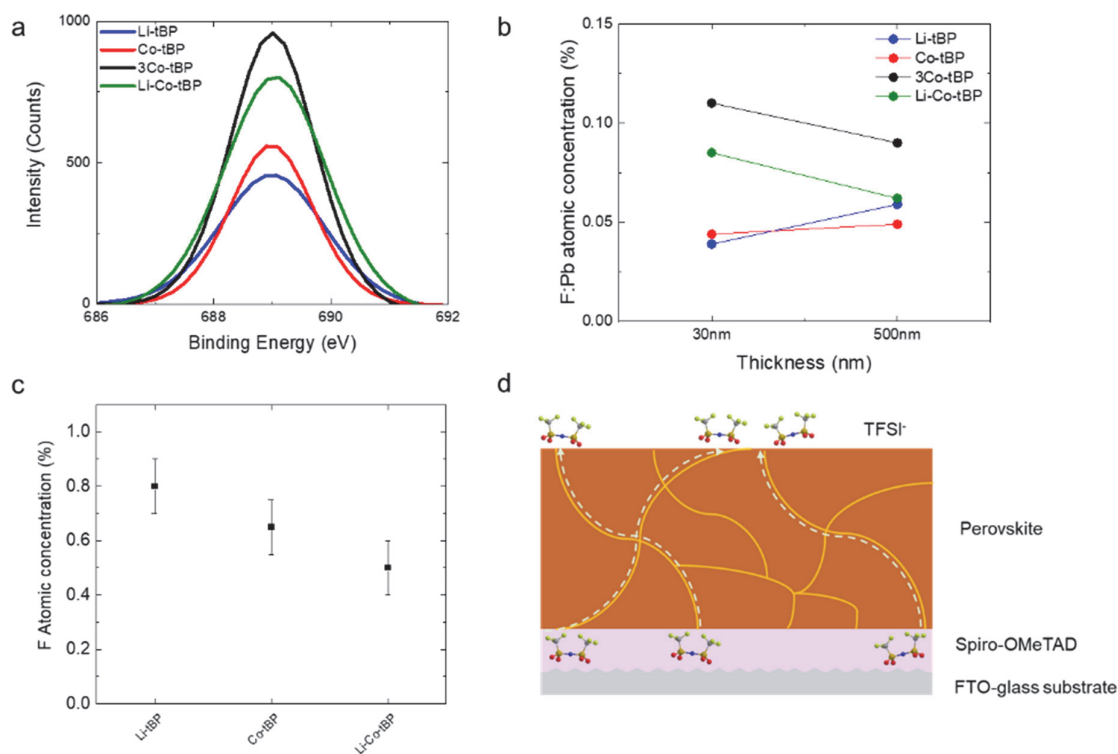 a
1000
500
0
Intensity (Counts)
Li-tBP
Co-tBP
3Co-tBP
Li-Co-tBP
686
688
690
692
Binding Energy (eV)
b
0.15
0.10
0.05
0.00
F:Pb atomic concentration (%)
Li-tBP
Co-tBP
3Co-tBP
Li-Co-tBP
30nm
500nm
Thickness (nm)
c
1.0
0.8
0.6
0.4
0.2
0.0
F Atomic concentration (%)
Li-tBP
Co-tBP
Li-Co-tBP
d
TFSI-
Perovskite
Spiro-OMeTAD
FTO-glass substrate